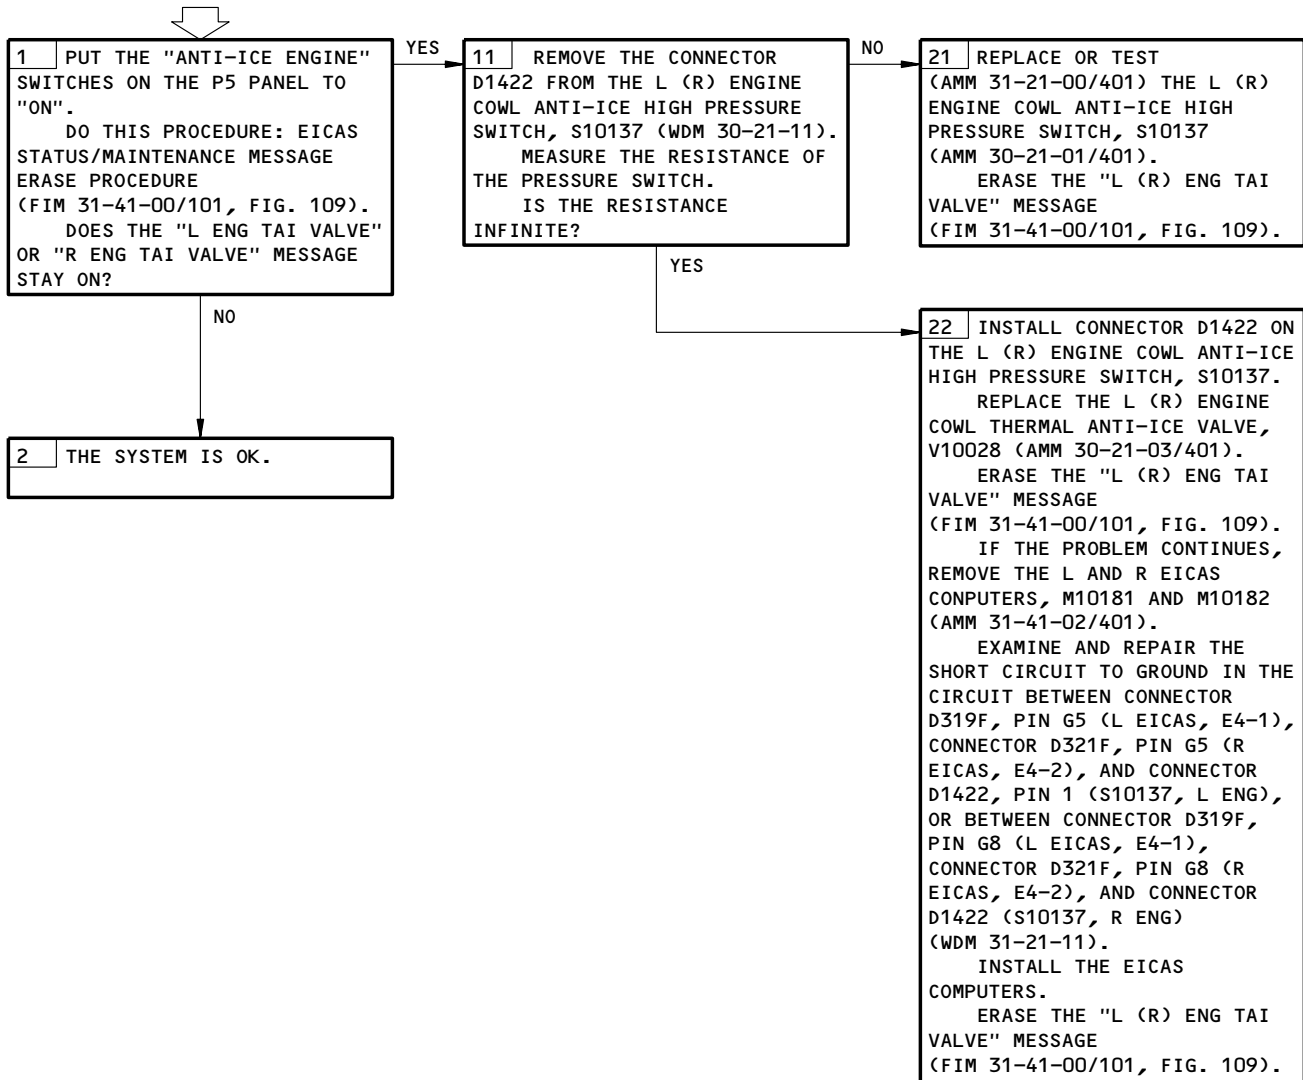 1 PUT THE "ANTI-ICE ENGINE"
SWITCHES ON THE P5 PANEL TO
"ON".
DO THIS PROCEDURE: EICAS
STATUS/MAINTENANCE MESSAGE
ERASE PROCEDURE
(FIM 31-41-00/101, FIG. 109).
DOES THE "L ENG TAI VALVE"
OR "R ENG TAI VALVE" MESSAGE
STAY ON?
YES
NO
2 THE SYSTEM IS OK.
11 REMOVE THE CONNECTOR
D1422 FROM THE L (R) ENGINE
COWL ANTI-ICE HIGH PRESSURE
SWITCH, S10137 (WDM 30-21-11).
MEASURE THE RESISTANCE OF
THE PRESSURE SWITCH.
IS THE RESISTANCE
INFINITE?
NO
YES
21 REPLACE OR TEST
(AMM 31-21-00/401) THE L (R)
ENGINE COWL ANTI-ICE HIGH
PRESSURE SWITCH, S10137
(AMM 30-21-01/401).
ERASE THE "L (R) ENG TAI
VALVE" MESSAGE
(FIM 31-41-00/101, FIG. 109).
22 INSTALL CONNECTOR D1422 ON
THE L (R) ENGINE COWL ANTI-ICE
HIGH PRESSURE SWITCH, S10137.
REPLACE THE L (R) ENGINE
COWL THERMAL ANTI-ICE VALVE,
V10028 (AMM 30-21-03/401).
ERASE THE "L (R) ENG TAI
VALVE" MESSAGE
(FIM 31-41-00/101, FIG. 109).
IF THE PROBLEM CONTINUES,
REMOVE THE L AND R EICAS
CONPUTERS, M10181 AND M10182
(AMM 31-41-02/401).
EXAMINE AND REPAIR THE
SHORT CIRCUIT TO GROUND IN THE
CIRCUIT BETWEEN CONNECTOR
D319F, PIN G5 (L EICAS, E4-1),
CONNECTOR D321F, PIN G5 (R
EICAS, E4-2), AND CONNECTOR
D1422, PIN 1 (S10137, L ENG),
OR BETWEEN CONNECTOR D319F,
PIN G8 (L EICAS, E4-1),
CONNECTOR D321F, PIN G8 (R
EICAS, E4-2), AND CONNECTOR
D1422 (S10137, R ENG)
(WDM 31-21-11).
INSTALL THE EICAS
COMPUTERS.
ERASE THE "L (R) ENG TAI
VALVE" MESSAGE
(FIM 31-41-00/101, FIG. 109).